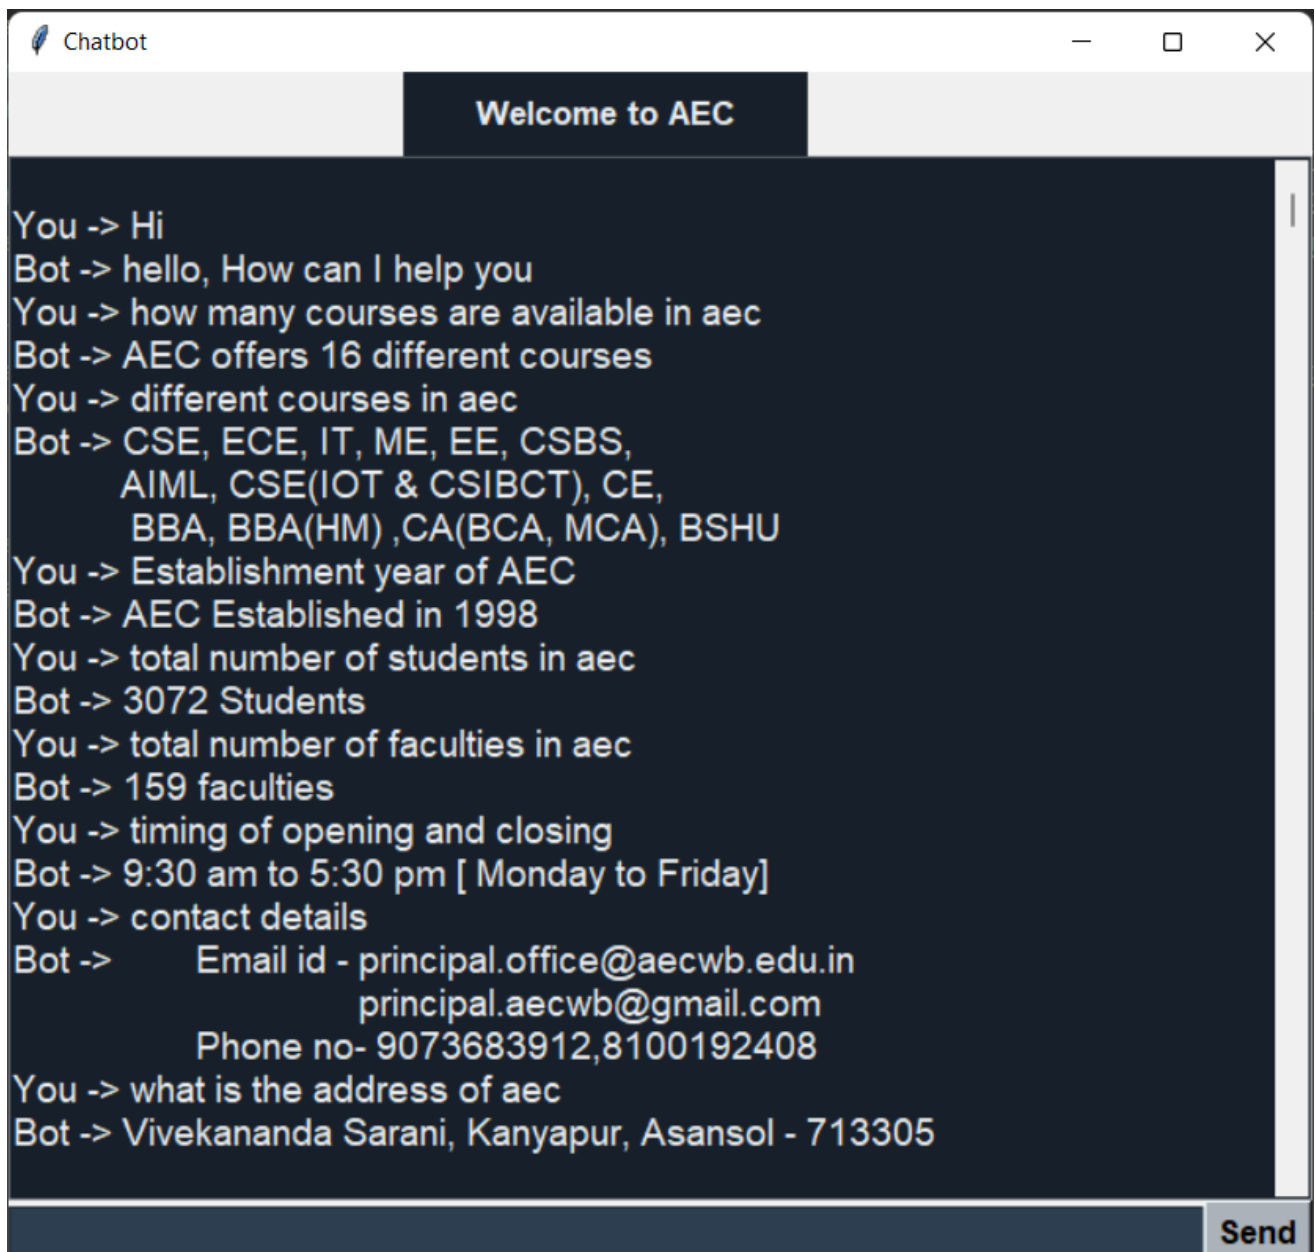 Chatbot
Welcome to AEC
You -> Hi
Bot -> hello, How can I help you
You -> how many courses are available in aec
Bot -> AEC offers 16 different courses
You -> different courses in aec
Bot -> CSE, ECE, IT, ME, EE, CSBS,
AIML, CSE(IOT & CSIBCT), CE,
BBA, BBA(HM) ,CA(BCA, MCA), BSHU
You -> Establishment year of AEC
Bot -> AEC Established in 1998
You -> total number of students in aec
Bot -> 3072 Students
You -> total number of faculties in aec
Bot -> 159 faculties
You -> timing of opening and closing
Bot -> 9:30 am to 5:30 pm [ Monday to Friday]
You -> contact details
Bot -> Email id - principal.office@aecwb.edu.in
principal.aecwb@gmail.com
Phone no- 9073683912,8100192408
You -> what is the address of aec
Bot -> Vivekananda Sarani, Kanyapur, Asansol - 713305
Send